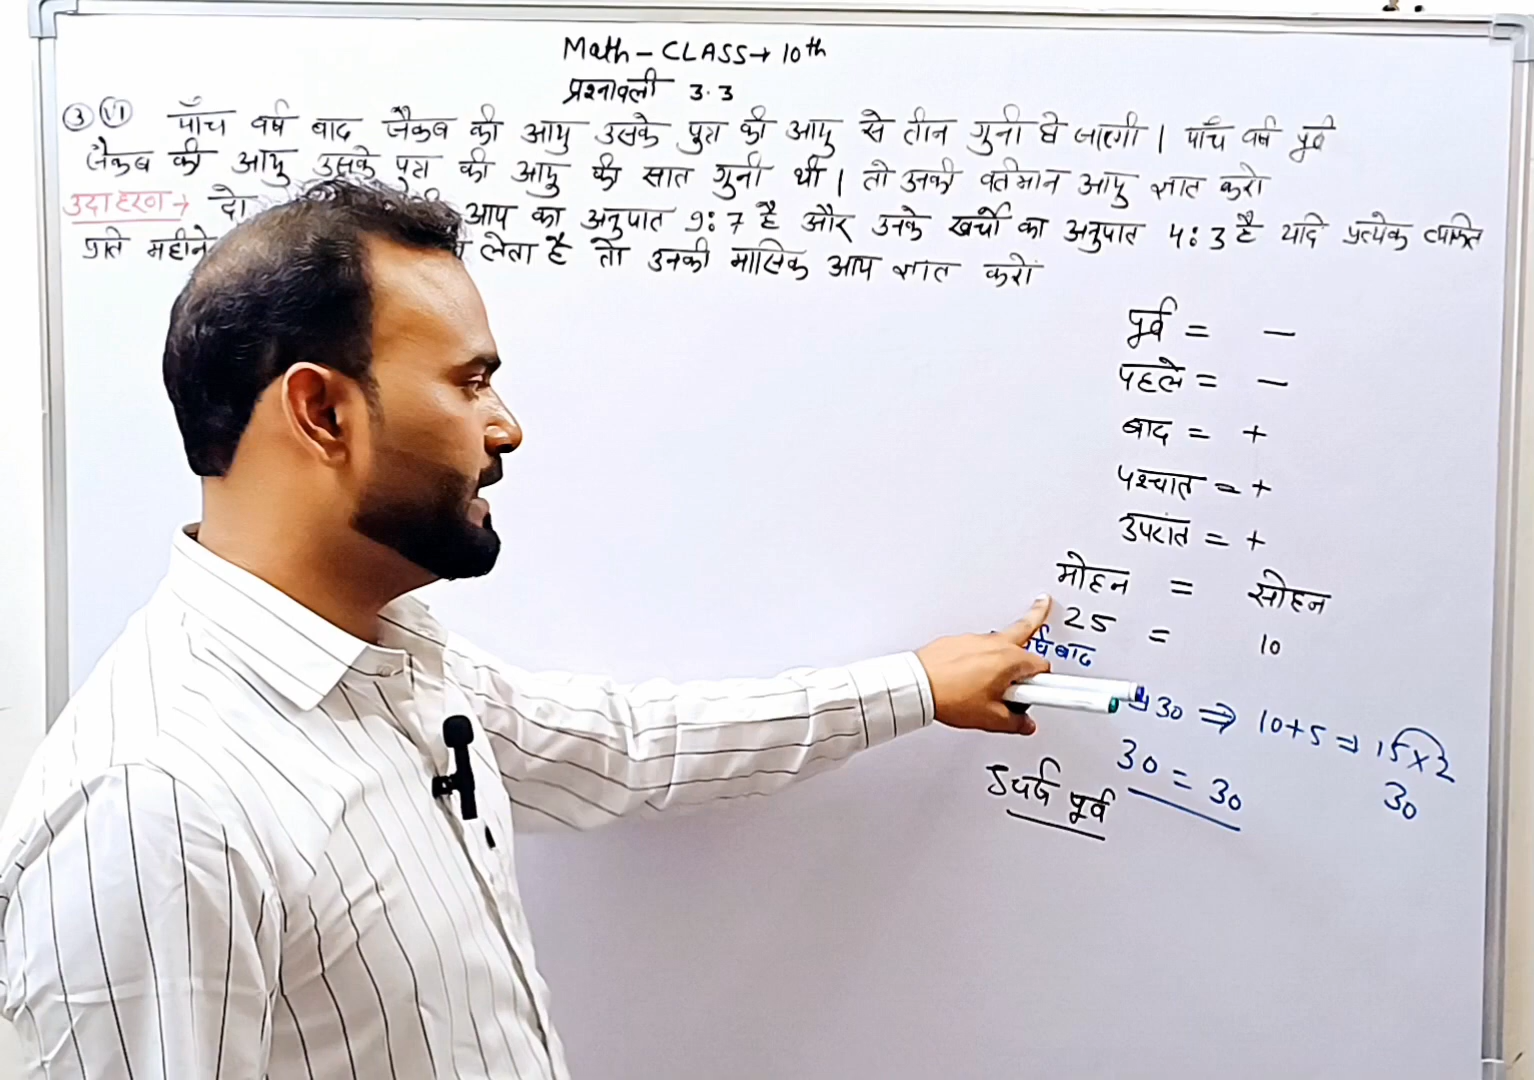 Math - CLASS → 10th
प्रश्नावली 3.3
③ (VI) पाँच वर्ष बाद जैकब की आयु उसके पुत्र की आयु से तीन गुनी हो जाएगी। पाँच वर्ष पूर्व
जैकब की आयु उसके पुत्र की आयु की सात गुनी थी। तो उनकी वर्तमान आयु ज्ञात करो
उदाहरण → दो आय का अनुपात 9:7 है और उनके खर्चो का अनुपात 4:3 है यदि प्रत्येक व्यक्ति
प्रति महीने लेता है तो उनकी मासिक आय ज्ञात करों
पूर्व = –
पहले = –
बाद = +
पश्चात = +
उपरांत = +
मोहन = सोहन
25 = 10
वर्ष बाद
30 ⇒ 10+5 ⇒ 15×2
30 = 30 30
5 वर्ष पूर्व